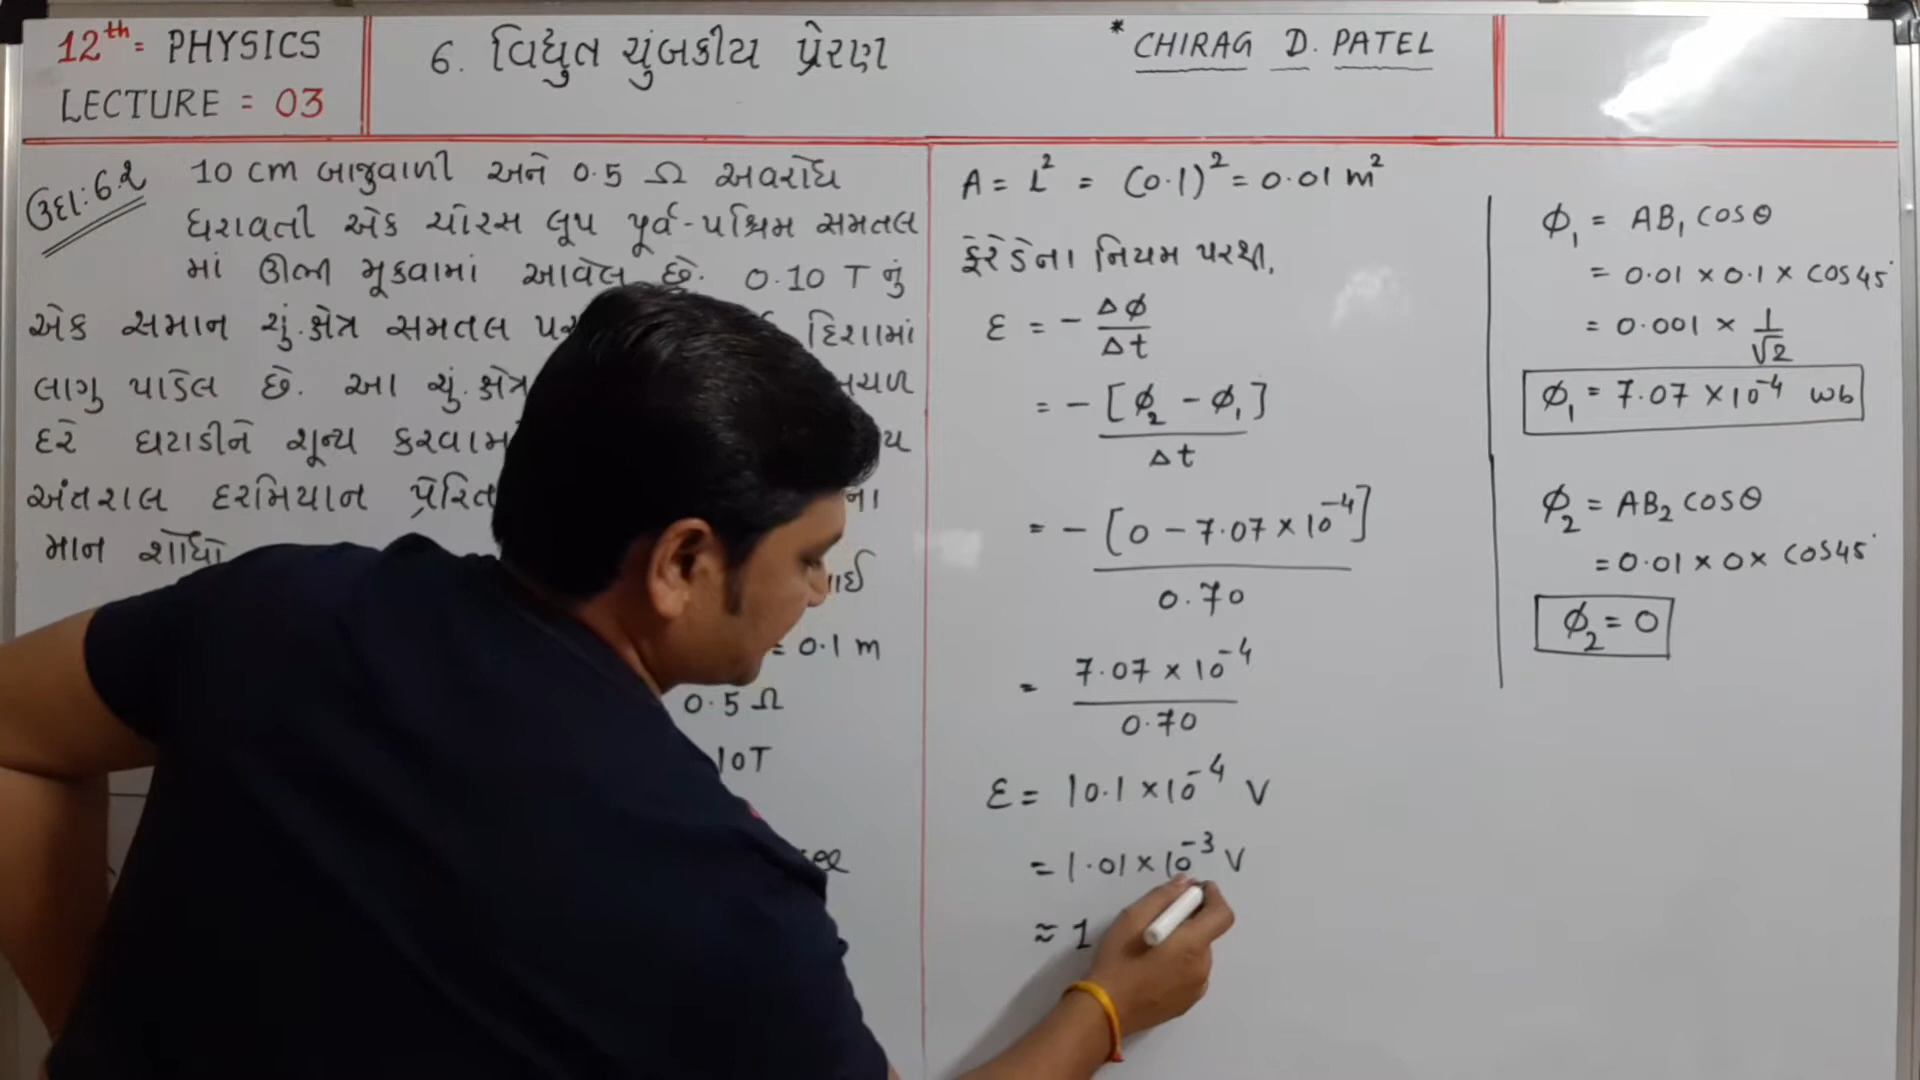 12th = PHYSICS
LECTURE = 03
6. વિદ્યુત ચુંબકીય પ્રેરણ
* CHIRAG D. PATEL
ઉદા: 6.2
10 cm બાજુવાળી અને 0.5 Ω અવરોધ
ધરાવતી એક ચોરસ લૂપ પૂર્વ-પશ્ચિમ સમતલ
માં ઊભી મૂકવામાં આવેલ છે. 0.10 T નું
એક સમાન ચું.ક્ષેત્ર સમતલ દિશામાં
લાગુ પાડેલ છે. આ ચું.ક્ષેત્ર
દરે ઘટાડીને શૂન્ય
અંતરાલ દરમિયાન પ્રેરિત
માન શોધો
= 0.1 m
0.5 Ω
10T
A = L² = (0.1)² = 0.01 m²
ફેરેડેના નિયમ પરથી,
ε = - Δϕ / Δt
= - [ϕ₂ - ϕ₁] / Δt
= - [0 - 7.07 × 10⁻⁴] / 0.70
= 7.07 × 10⁻⁴ / 0.70
ε = 10.1 × 10⁻⁴ V
= 1.01 × 10⁻³ V
≈ 1
ϕ₁ = AB₁ cosθ
= 0.01 × 0.1 × cos45°
= 0.001 × 1/√2
ϕ₁ = 7.07 × 10⁻⁴ wb
ϕ₂ = AB₂ cosθ
= 0.01 × 0 × cos45°
ϕ₂ = 0